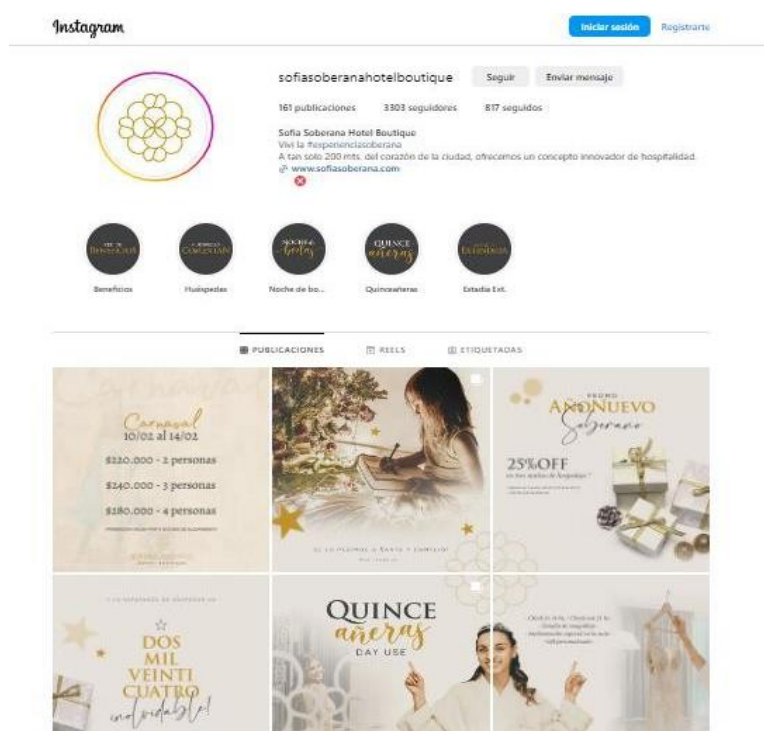 Instagram
Iniciar sesión
Registrarte
sofiasoberanahotelboutique
Seguir
Enviar mensaje
161 publicaciones 3303 seguidores 817 seguidos
Sofia Soberana Hotel Boutique
Viví la #experienciasoberana
A tan solo 200 mts. del corazón de la ciudad, ofrecemos un concepto innovador de hospitalidad.
www.sofiasoberana.com
Beneficios
Huéspedes
Noche de bo...
Quinceañeras
Estadía Ext.
PUBLICACIONES
REELS
ETIQUETADAS
Carnaval
Carnaval
10/02 al 14/02
$220.000 - 2 personas
$240.000 - 3 personas
$280.000 - 4 personas
PROMO
AÑONUEVO
Soberano
25%OFF
DOS
MIL
VEINTI
CUATRO
inolvidable!
QUINCE
añeras
DAY USE